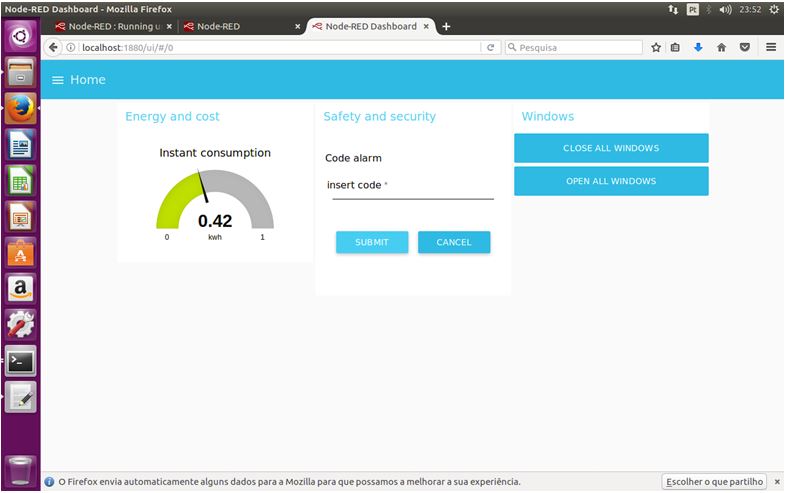 Node-RED Dashboard - Mozilla Firefox
Pt
23:52
Node-RED : Running u
Node-RED
Node-RED Dashboard
localhost:1880/ui/#/0
Pesquisa
Home
Energy and cost
Instant consumption
0.42
0
kwh
1
Safety and security
Code alarm
insert code *
SUBMIT
CANCEL
Windows
CLOSE ALL WINDOWS
OPEN ALL WINDOWS
O Firefox envia automaticamente alguns dados para a Mozilla para que possamos a melhorar a sua experiência.
Escolher o que partilho